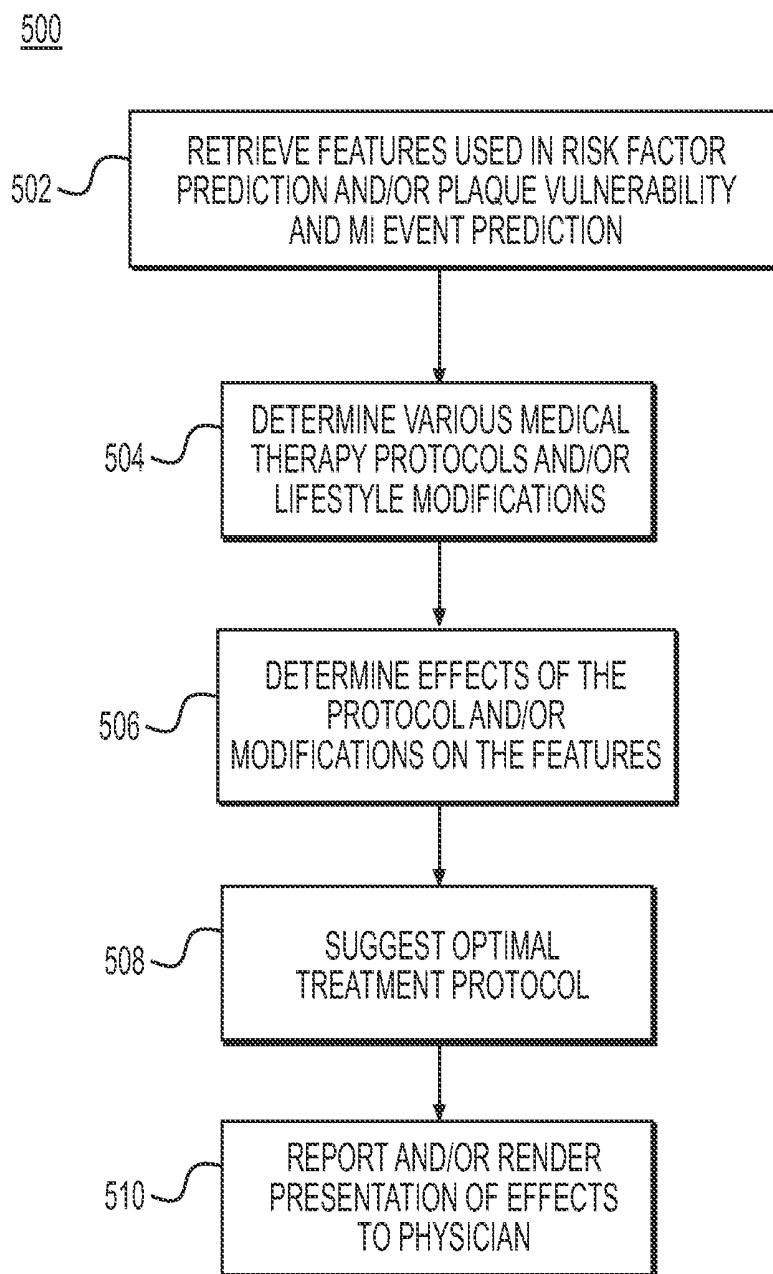 500
502
RETRIEVE FEATURES USED IN RISK FACTOR
PREDICTION AND/OR PLAQUE VULNERABILITY
AND MI EVENT PREDICTION
504
DETERMINE VARIOUS MEDICAL
THERAPY PROTOCOLS AND/OR
LIFESTYLE MODIFICATIONS
506
DETERMINE EFFECTS OF THE
PROTOCOL AND/OR
MODIFICATIONS ON THE FEATURES
508
SUGGEST OPTIMAL
TREATMENT PROTOCOL
510
REPORT AND/OR RENDER
PRESENTATION OF EFFECTS
TO PHYSICIAN